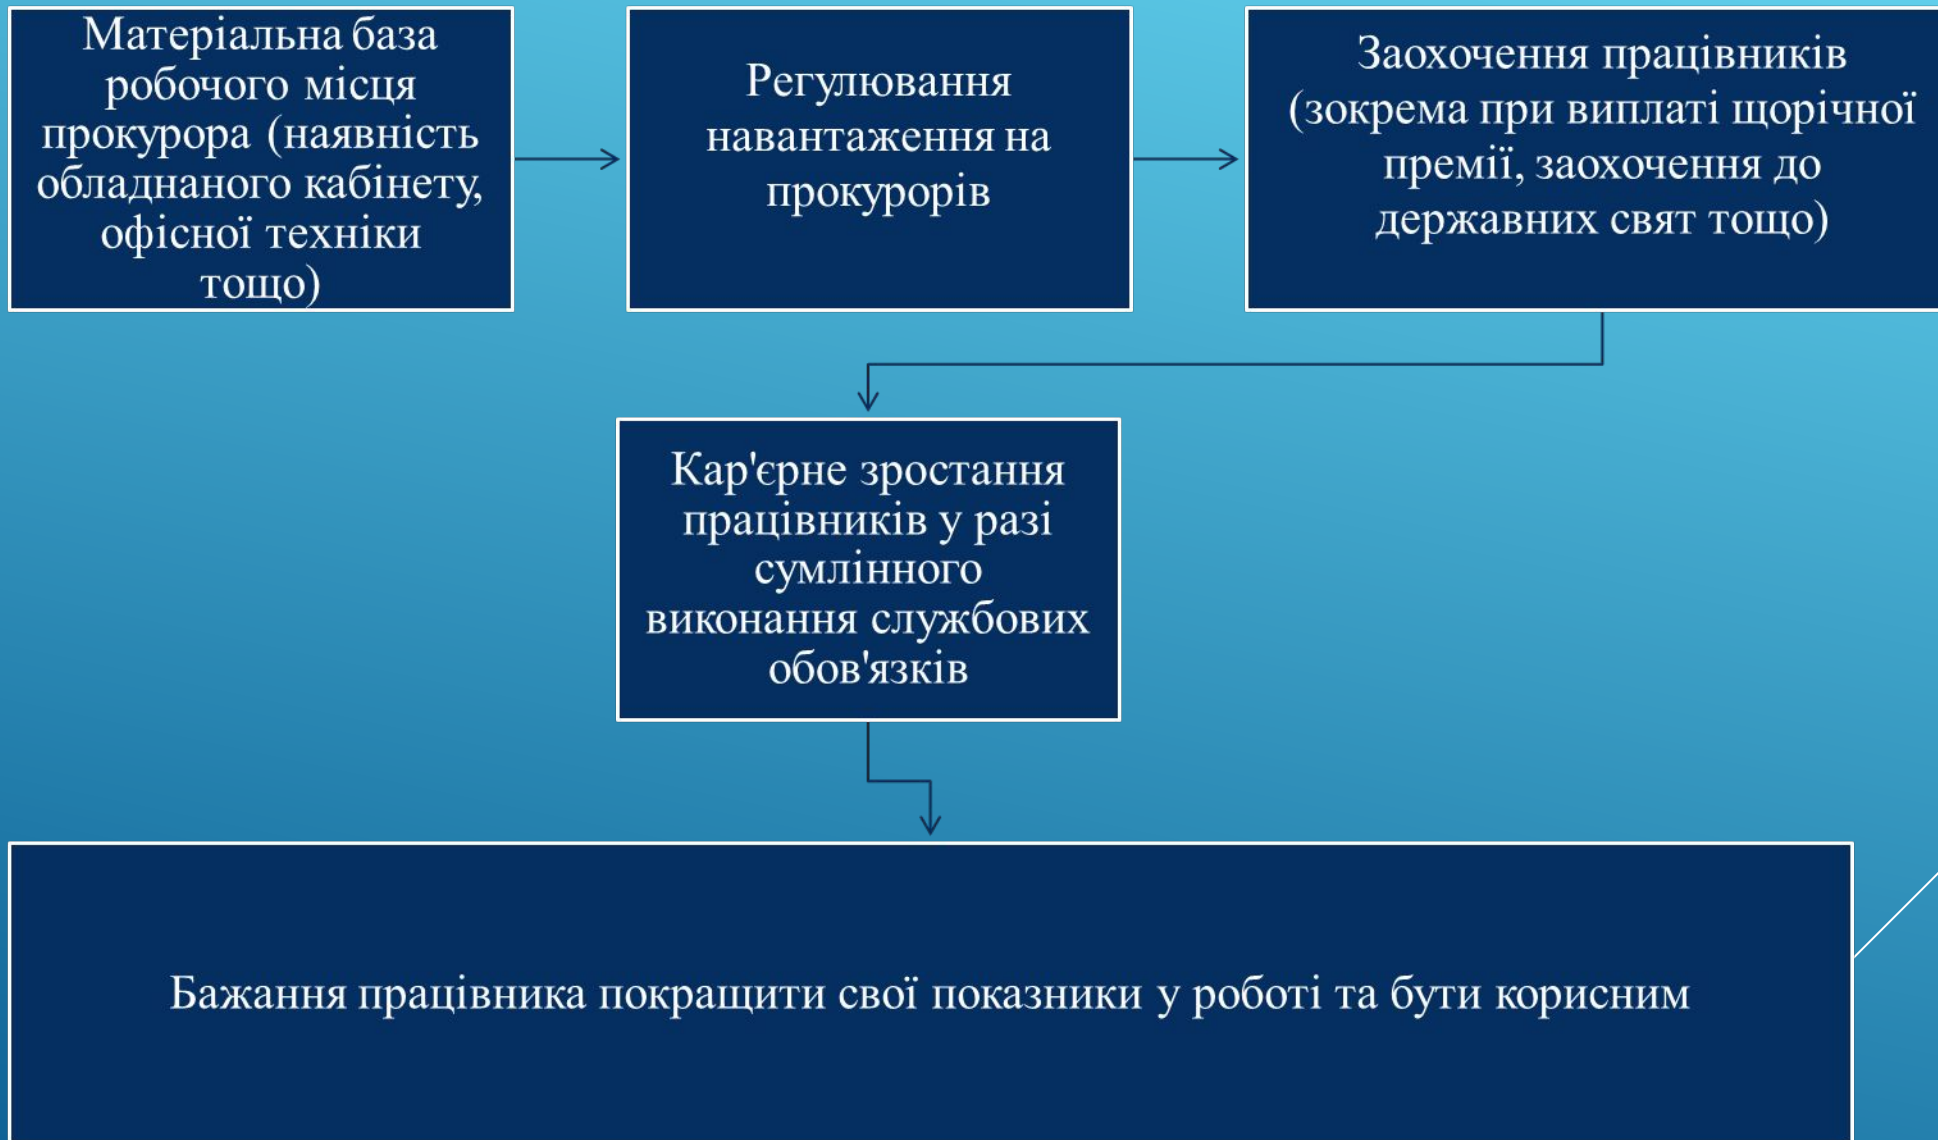 Матеріальна база
робочого місця
прокурора (наявність
обладнаного кабінету,
офісної техніки
тощо)
Регулювання
навантаження на
прокурорів
Заохочення працівників
(зокрема при виплаті щорічної
премії, заохочення до
державних свят тощо)
Кар'єрне зростання
працівників у разі
сумлінного
виконання службових
обов'язків
Бажання працівника покращити свої показники у роботі та бути корисним